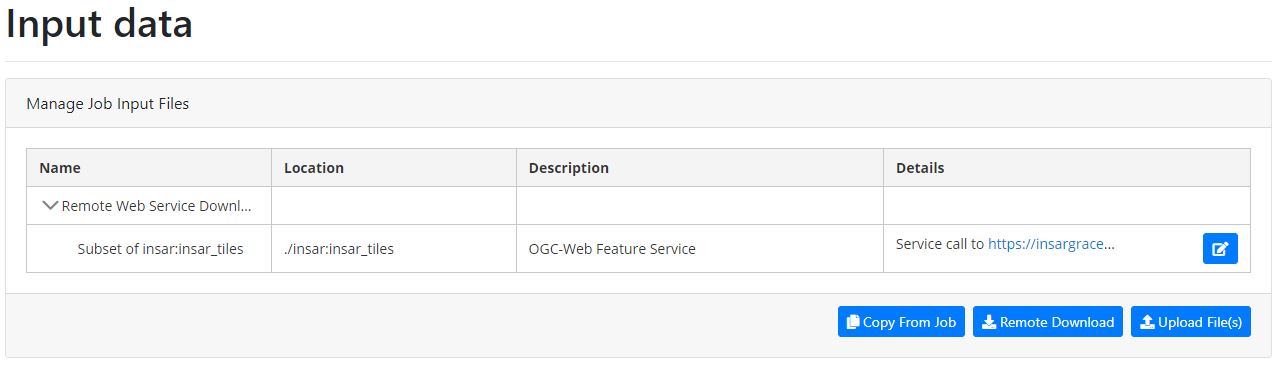 Input data
Manage Job Input Files
Name Location Description Details
Remote Web Service Downl...
Subset of insar:insar_tiles ./insar:insar_tiles OGC-Web Feature Service Service call to https://insargrace...
Copy From Job Remote Download Upload File(s)